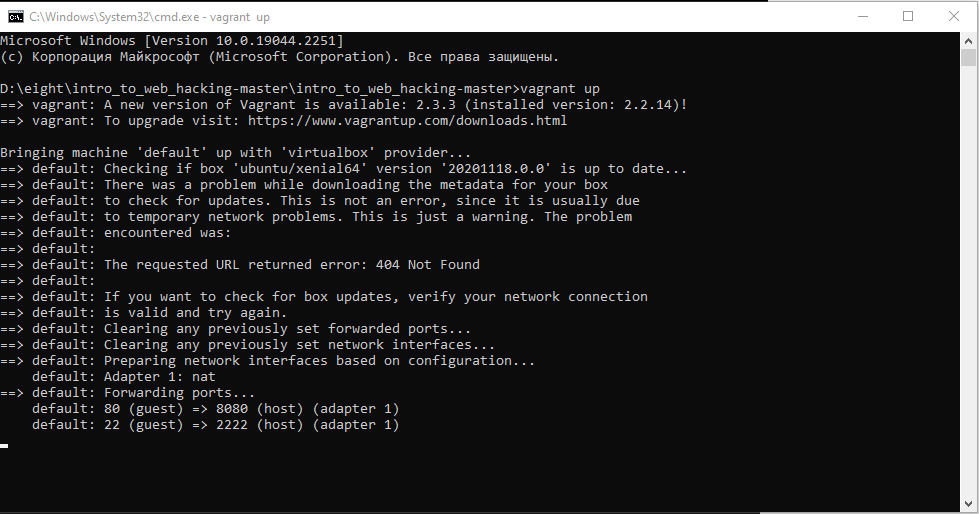 C:\Windows\System32\cmd.exe - vagrant  up
Microsoft Windows [Version 10.0.19044.2251]
(c) Корпорация Майкрософт (Microsoft Corporation). Все права защищены.
D:\eight\intro_to_web_hacking-master\intro_to_web_hacking-master>vagrant up
==> vagrant: A new version of Vagrant is available: 2.3.3 (installed version: 2.2.14)!
==> vagrant: To upgrade visit: https://www.vagrantup.com/downloads.html
Bringing machine 'default' up with 'virtualbox' provider...
==> default: Checking if box 'ubuntu/xenial64' version '20201118.0.0' is up to date...
==> default: There was a problem while downloading the metadata for your box
==> default: to check for updates. This is not an error, since it is usually due
==> default: to temporary network problems. This is just a warning. The problem
==> default: encountered was:
==> default:
==> default: The requested URL returned error: 404 Not Found
==> default:
==> default: If you want to check for box updates, verify your network connection
==> default: is valid and try again.
==> default: Clearing any previously set forwarded ports...
==> default: Clearing any previously set network interfaces...
==> default: Preparing network interfaces based on configuration...
    default: Adapter 1: nat
==> default: Forwarding ports...
    default: 80 (guest) => 8080 (host) (adapter 1)
    default: 22 (guest) => 2222 (host) (adapter 1)